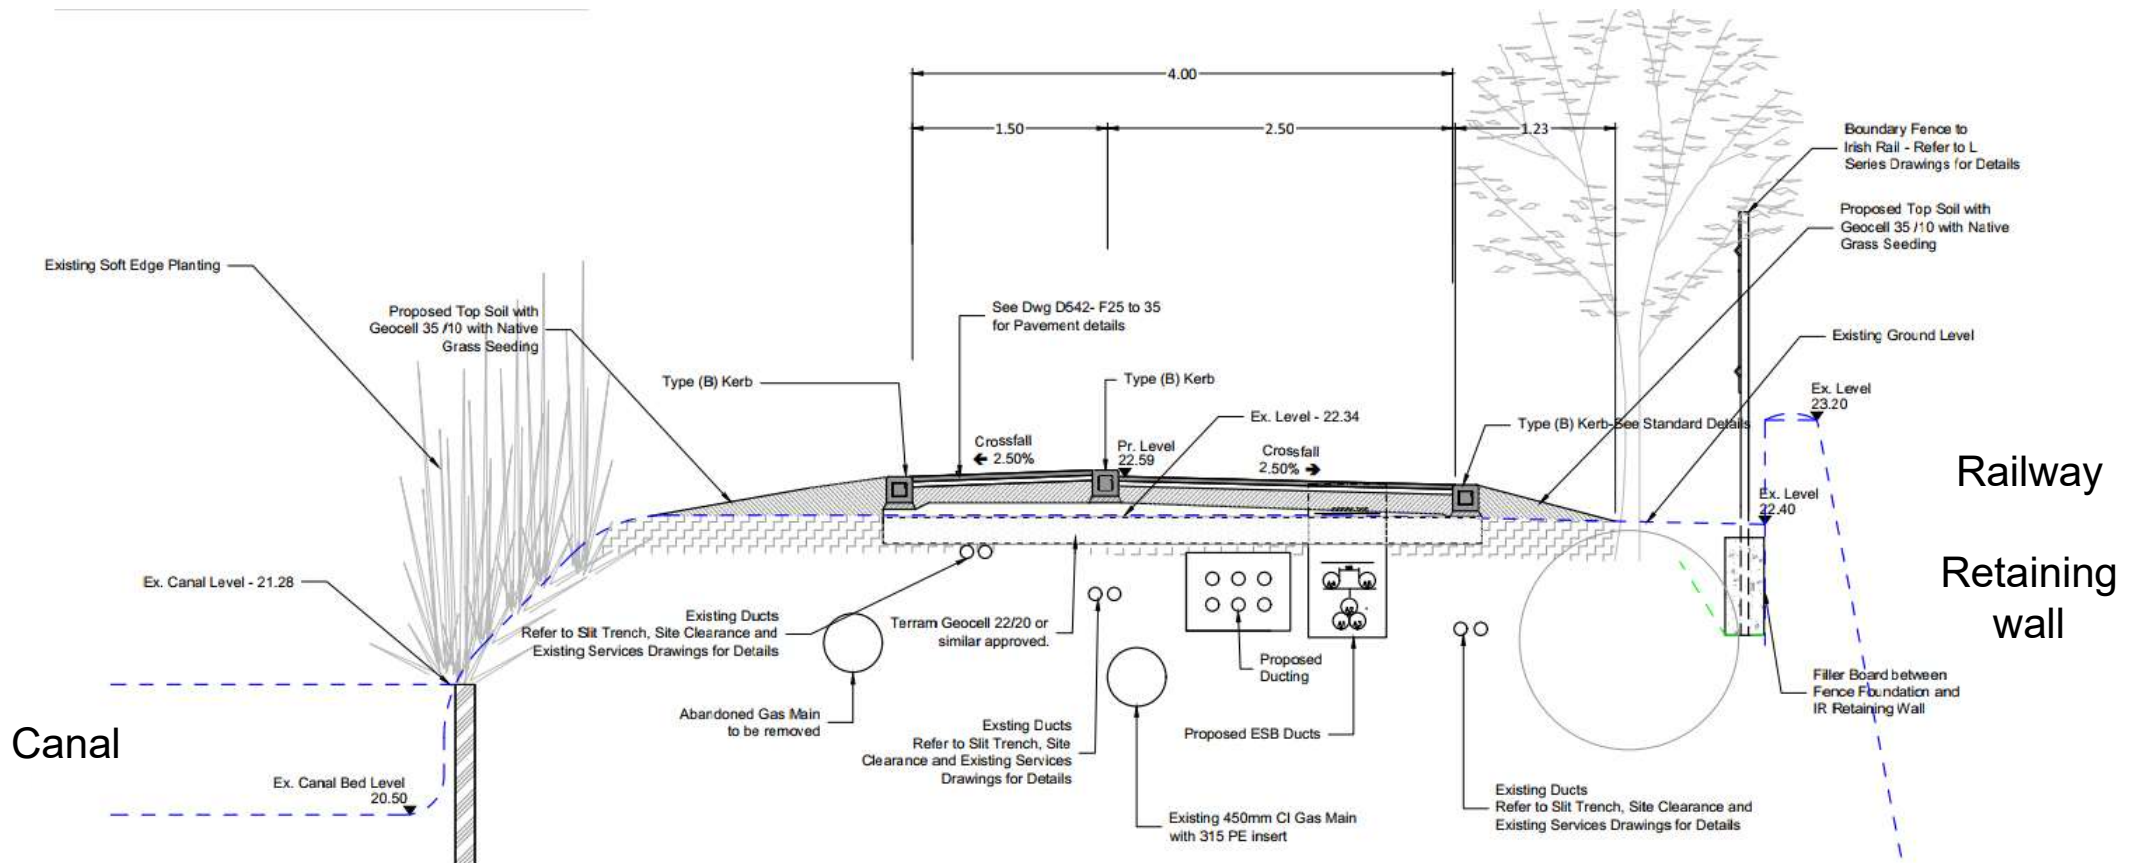 4.00
1.50
2.50
1.23
Boundary Fence to
Irish Rail - Refer to L
Series Drawings for Details
Proposed Top Soil with
Geocell 35 /10 with Native
Grass Seeding
Existing Soft Edge Planting
Proposed Top Soil with
Geocell 35 /10 with Native
Grass Seeding
See Dwg D542- F25 to 35
for Pavement details
Existing Ground Level
Type (B) Kerb
Type (B) Kerb
Ex. Level
23.20
Ex. Level - 22.34
Type (B) Kerb-See Standard Details
Crossfall
2.50%
Pr. Level
22.59
Crossfall
2.50%
Railway
Retaining
wall
Ex. Level
22.40
Ex. Canal Level - 21.28
Existing Ducts
Refer to Slit Trench, Site Clearance and
Existing Services Drawings for Details
Terram Geocell 22/20 or
similar approved.
Proposed
Ducting
Filler Board between
Fence Foundation and
IR Retaining Wall
Abandoned Gas Main
to be removed
Exsting Ducts
Refer to Slit Trench, Site
Clearance and Existing Services
Drawings for Details
Proposed ESB Ducts
Canal
Ex. Canal Bed Level
20.50
Existing 450mm CI Gas Main
with 315 PE insert
Existing Ducts
Refer to Slit Trench, Site Clearance and
Existing Services Drawings for Details